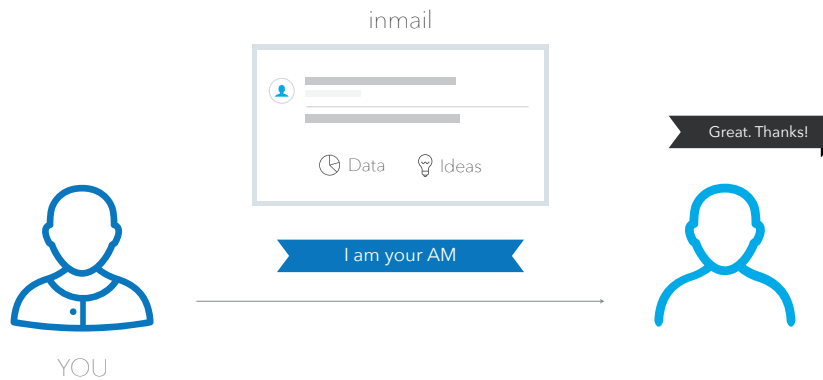 inmail
Great. Thanks!
Data
Ideas
I am your AM
YOU